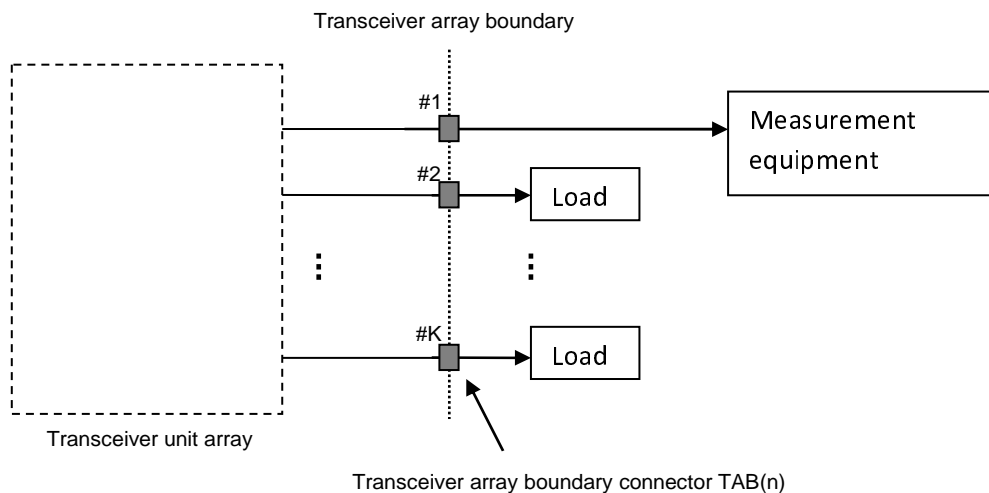 Transceiver array boundary
#1
Measurement
equipment
#2
Load
#K
Load
Transceiver unit array
Transceiver array boundary connector TAB(n)